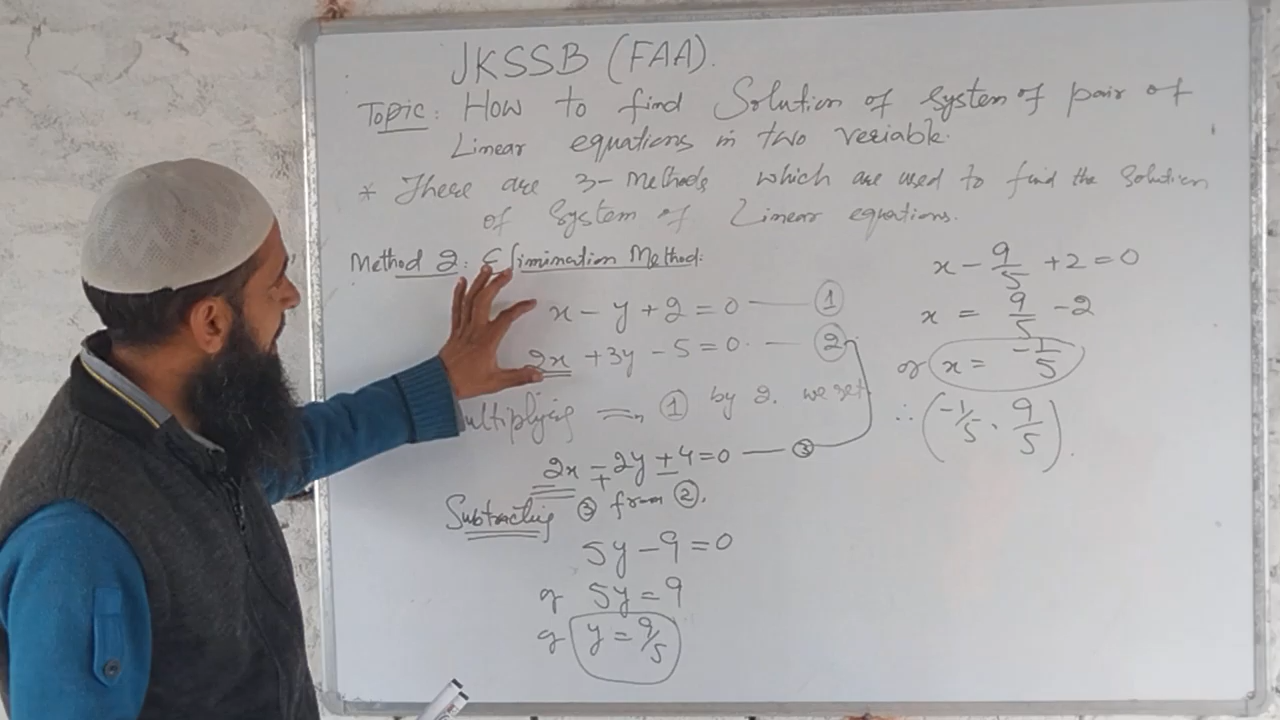 JKSSB (FAA).
Topic: How to find Solution of System of pair of
Linear equations in two veriable.
* There are 3-Methods which are used to find the Solution
of System of Linear equations.
Method 2: Elimination Method:
x - y + 2 = 0 — ①
2x + 3y - 5 = 0. — ②
ultiplying ① by 2. we get
2x - 2y + 4 = 0 — ③
Subtracting ③ from ②.
5y - 9 = 0
or 5y = 9
or y = 9/5
x - 9/5 + 2 = 0
x = 9/5 - 2
or x = -1/5
∴ (-1/5, 9/5)